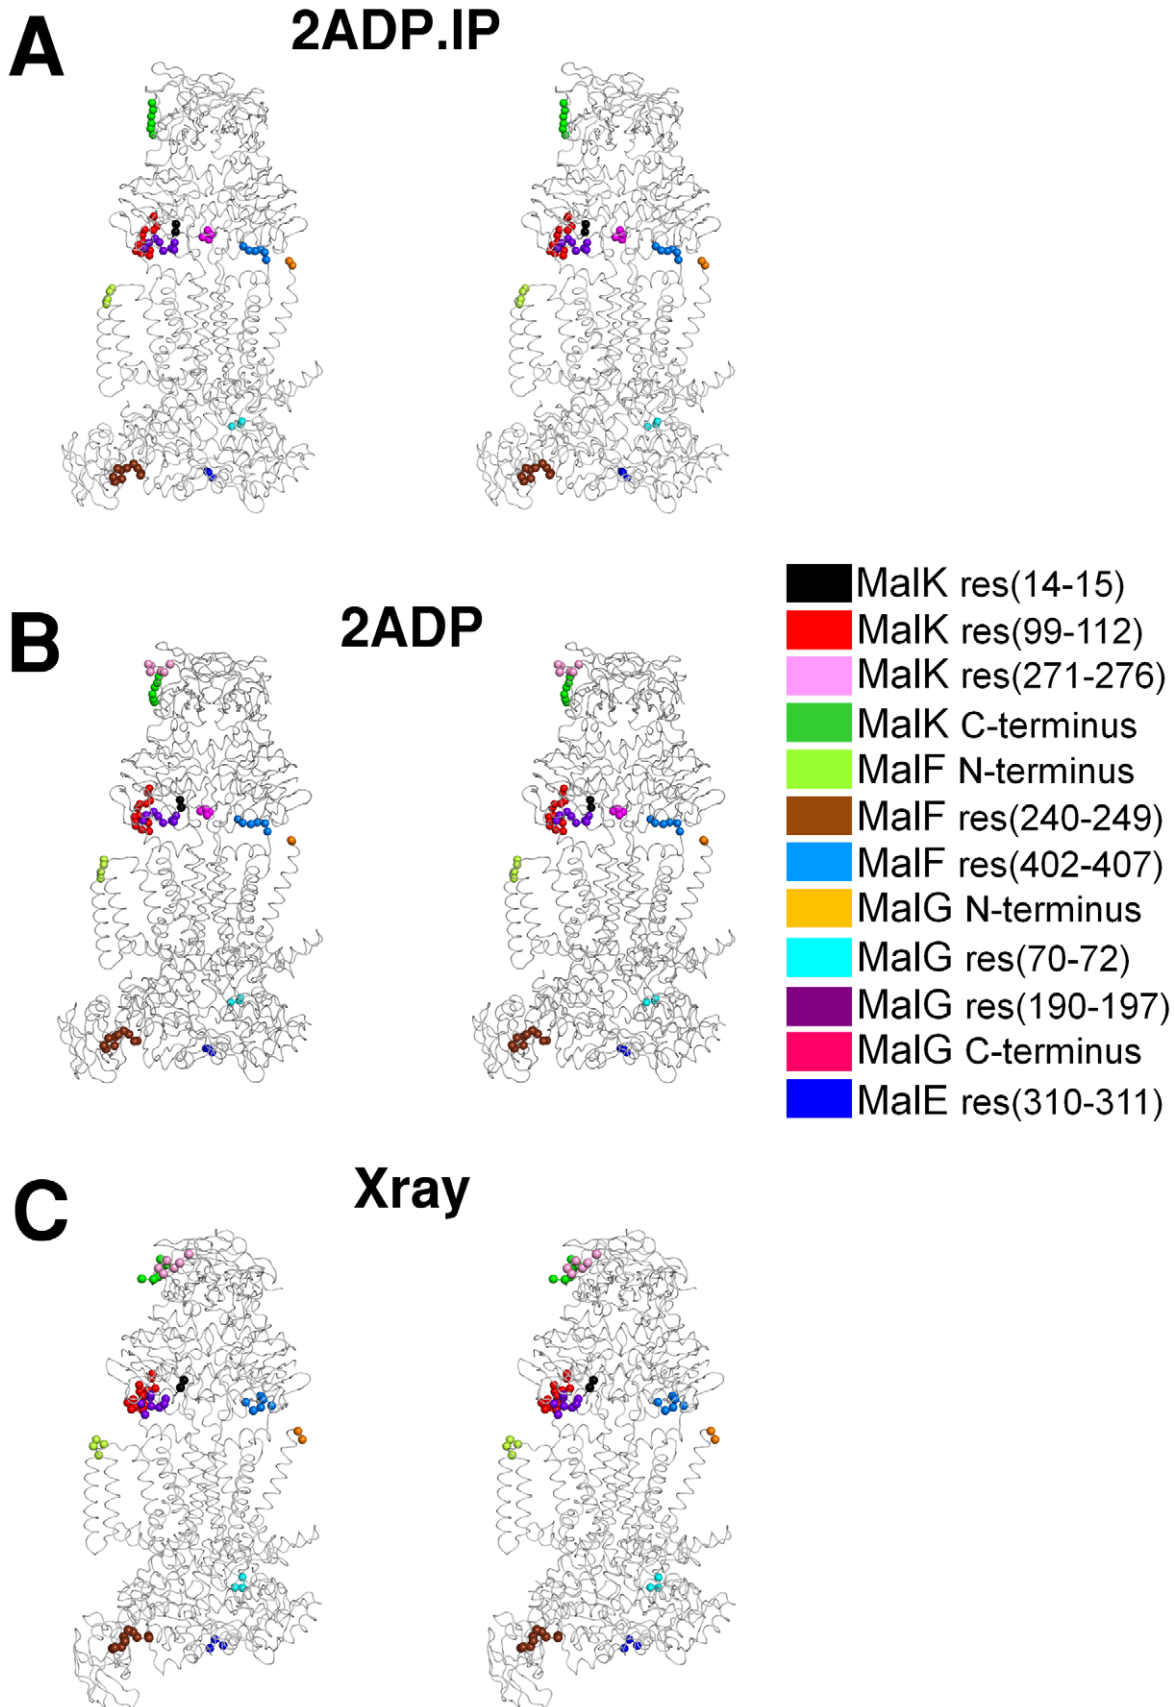 A
2ADP.IP
B
2ADP
MalK res(14-15)
MalK res(99-112)
MalK res(271-276)
MalK C-terminus
MalF N-terminus
MalF res(240-249)
MalF res(402-407)
MalG N-terminus
MalG res(70-72)
MalG res(190-197)
MalG C-terminus
MalE res(310-311)
C
Xray